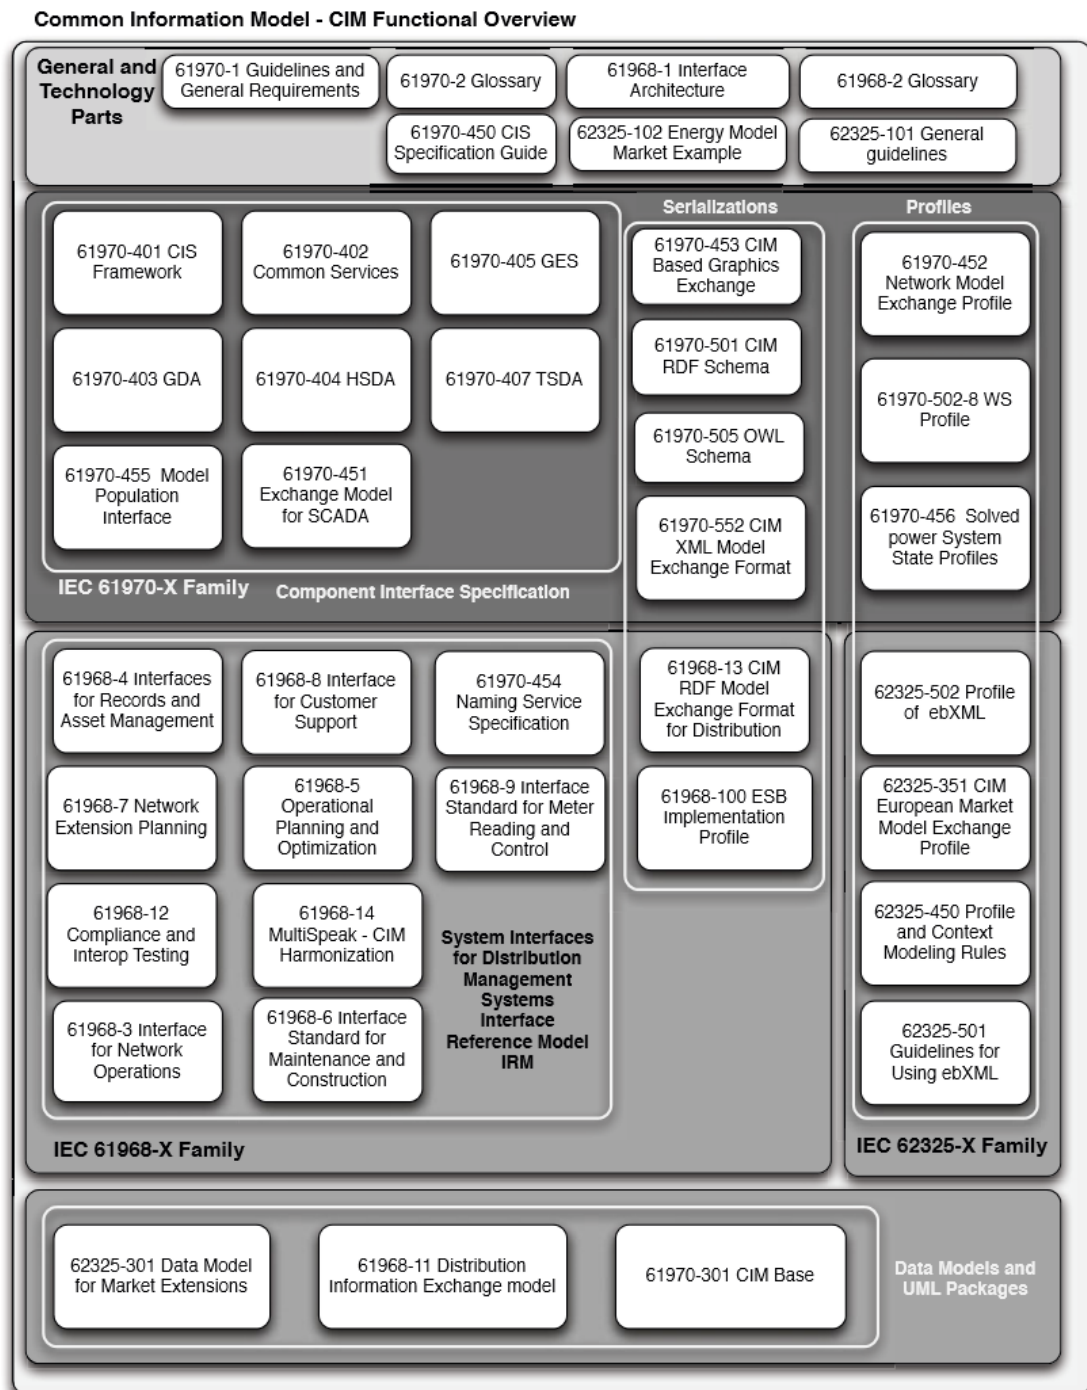 Common Information Model - CIM Functional Overview
General and
Technology
Parts
61970-1 Guidelines and
General Requirements
61970-2 Glossary
61968-1 Interface
Architecture
61968-2 Glossary
61970-450 CIS
Specification Guide
62325-102 Energy Model
Market Example
62325-101 General
guidelines
Serializations
Profiles
61970-401 CIS
Framework
61970-402
Common Services
61970-405 GES
61970-403 GDA
61970-404 HSDA
61970-407 TSDA
61970-455 Model
Population
Interface
61970-451
Exchange Model
for SCADA
IEC 61970-X Family
Component Interface Specification
61970-453 CIM
Based Graphics
Exchange
61970-501 CIM
RDF Schema
61970-505 OWL
Schema
61970-552 CIM
XML Model
Exchange Format
61970-452
Network Model
Exchange Profile
61970-502-8 WS
Profile
61970-456 Solved
power System
State Profiles
61968-4 Interfaces
for Records and
Asset Management
61968-8 Interface
for Customer
Support
61970-454
Naming Service
Specification
61968-7 Network
Extension Planning
61968-5
Operational
Planning and
Optimization
61968-9 Interface
Standard for Meter
Reading and
Control
61968-12
Compliance and
Interop Testing
61968-14
MultiSpeak - CIM
Harmonization
System Interfaces
for Distribution
Management
Systems
Interface
Reference Model
IRM
61968-3 Interface
for Network
Operations
61968-6 Interface
Standard for
Maintenance and
Construction
IEC 61968-X Family
61968-13 CIM
RDF Model
Exchange Format
for Distribution
61968-100 ESB
Implementation
Profile
62325-502 Profile
of ebXML
62325-351 CIM
European Market
Model Exchange
Profile
62325-450 Profile
and Context
Modeling Rules
62325-501
Guidelines for
Using ebXML
IEC 62325-X Family
62325-301 Data Model
for Market Extensions
61968-11 Distribution
Information Exchange model
61970-301 CIM Base
Data Models and
UML Packages